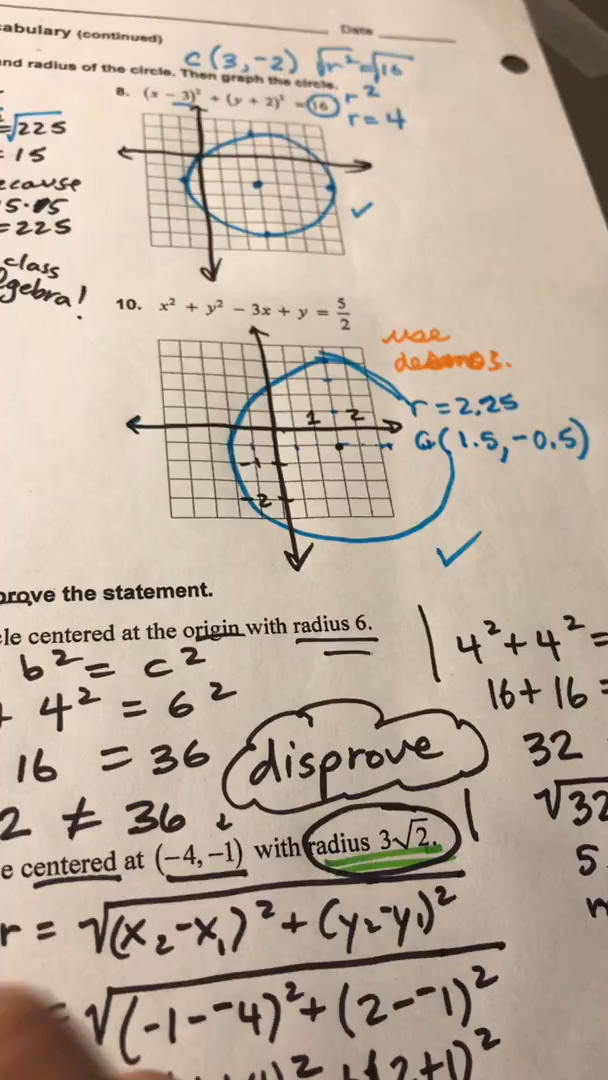 abulary (continued)
Date
nd radius of the circle. Then graph the circle.
C (3, -2) √r² = √16
8. (x - 3)² + (y + 2)² = 16 r²
r = 4
= √225
= 15
ecause
= 225
class
gebra!
10. x² + y² - 3x + y = 5/2
use
desmos.
r = 2.25
(1.5, -0.5)
1 2
-1
-2
prove the statement.
le centered at the origin with radius 6.
b² = c²
+ 4² = 6²
16 = 36
2 ≠ 36
disprove
4² + 4² =
16 + 16 =
32
√32
5
e centered at (−4, −1) with radius 3√2.
r = √(x₂-x₁)² + (y₂-y₁)²
= √(-1--4)² + (2--1)²
)² + (2+1)²